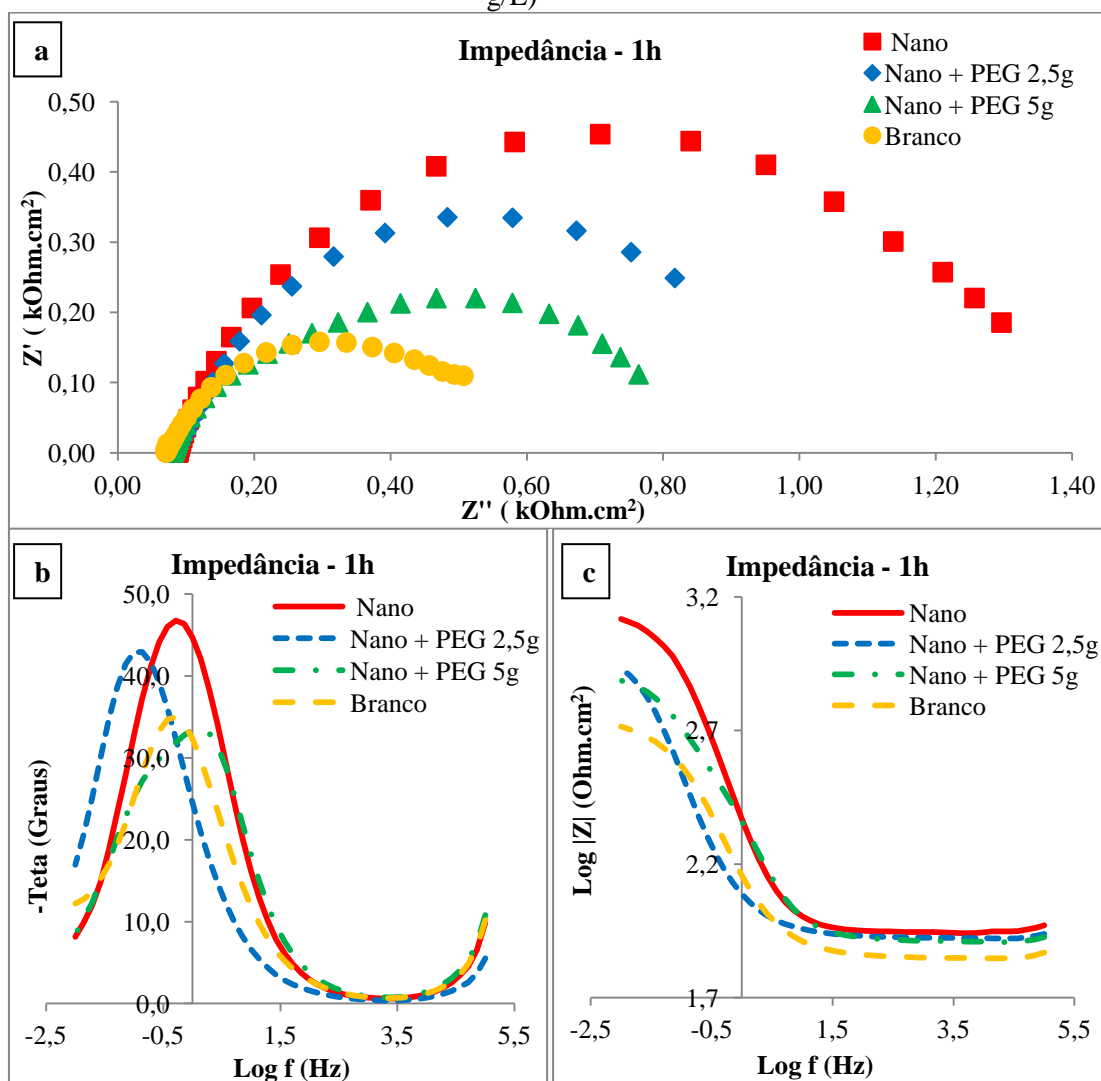 g/L)
a
Impedância - 1h
Nano
Nano + PEG 2,5g
Nano + PEG 5g
Branco
0,50
0,40
0,30
0,20
0,10
0,00
Z' ( kOhm.cm²)
0,00 0,20 0,40 0,60 0,80 1,00 1,20 1,40
Z'' ( kOhm.cm²)
b
Impedância - 1h
Nano
Nano + PEG 2,5g
Nano + PEG 5g
Branco
50,0
40,0
30,0
20,0
10,0
0,0
-Teta (Graus)
-2,5 -0,5 1,5 3,5 5,5
Log f (Hz)
c
Impedância - 1h
Nano
Nano + PEG 2,5g
Nano + PEG 5g
Branco
3,2
2,7
2,2
1,7
Log |Z| (Ohm.cm²)
-2,5 -0,5 1,5 3,5 5,5
Log f (Hz)